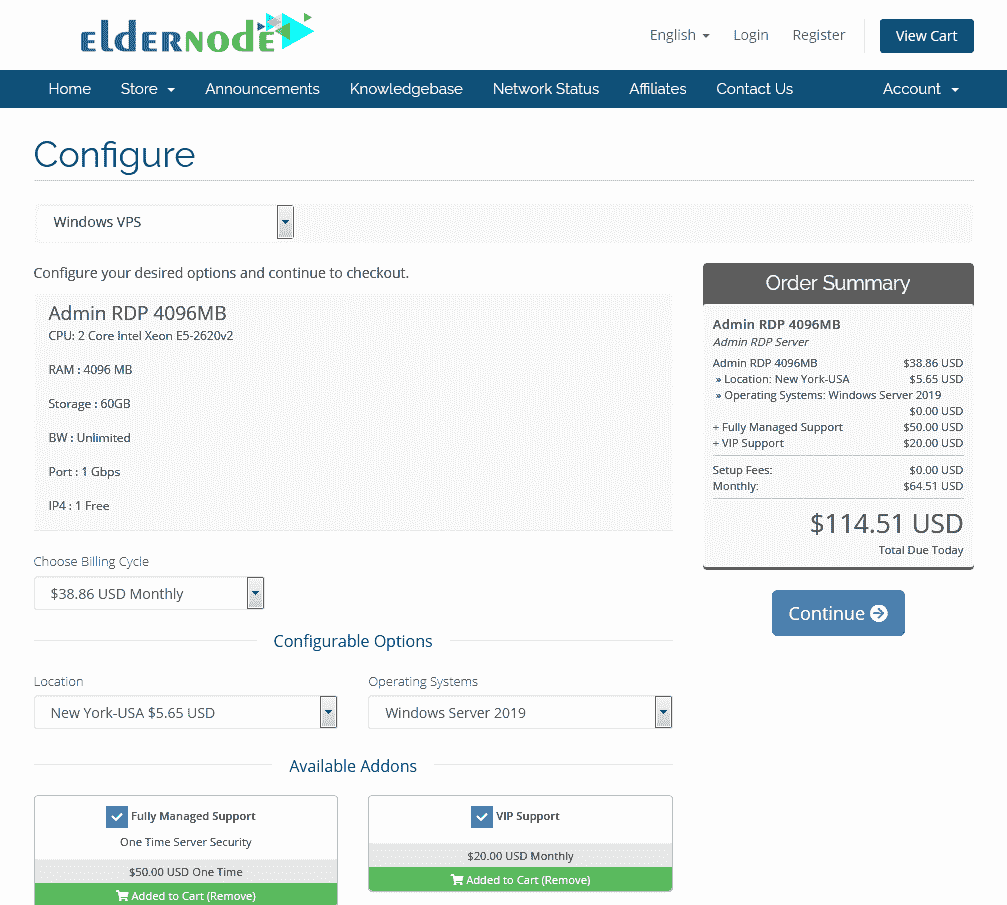 ELDERNODE
English
Login
Register
View Cart
Home
Store
Announcements
Knowledgebase
Network Status
Affiliates
Contact Us
Account
Configure
Windows VPS
Configure your desired options and continue to checkout.
Admin RDP 4096MB
CPU: 2 Core Intel Xeon E5-2620v2
RAM : 4096 MB
Storage : 60GB
BW : Unlimited
Port : 1 Gbps
IP4 : 1 Free
Choose Billing Cycle
$38.86 USD Monthly
Configurable Options
Location
New York-USA $5.65 USD
Operating Systems
Windows Server 2019
Available Addons
Fully Managed Support
One Time Server Security
$50.00 USD One Time
Added to Cart (Remove)
VIP Support
$20.00 USD Monthly
Added to Cart (Remove)
Order Summary
Admin RDP 4096MB
Admin RDP Server
Admin RDP 4096MB $38.86 USD
» Location: New York-USA $5.65 USD
» Operating Systems: Windows Server 2019
$0.00 USD
+ Fully Managed Support $50.00 USD
+ VIP Support $20.00 USD
Setup Fees: $0.00 USD
Monthly: $64.51 USD
$114.51 USD
Total Due Today
Continue